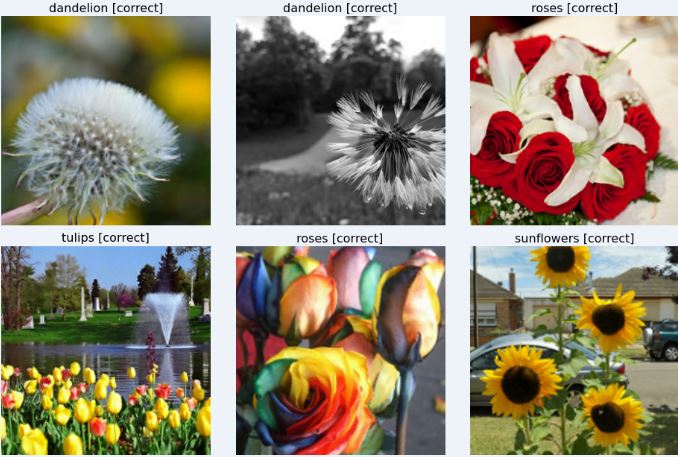 dandelion [correct]
dandelion [correct]
roses [correct]
tulips [correct]
roses [correct]
sunflowers [correct]